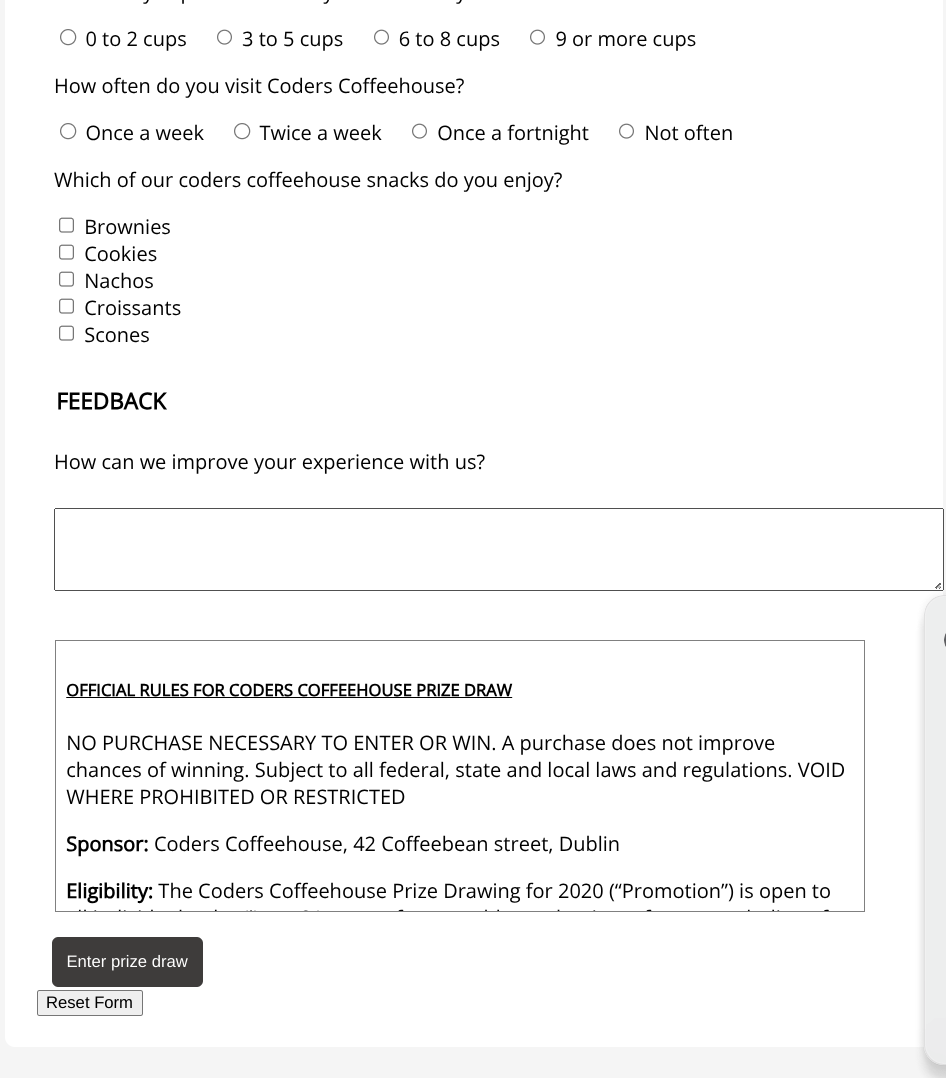 0 to 2 cups 3 to 5 cups 6 to 8 cups 9 or more cups
How often do you visit Coders Coffeehouse?
Once a week Twice a week Once a fortnight Not often
Which of our coders coffeehouse snacks do you enjoy?
Brownies
Cookies
Nachos
Croissants
Scones
FEEDBACK
How can we improve your experience with us?
OFFICIAL RULES FOR CODERS COFFEEHOUSE PRIZE DRAW
NO PURCHASE NECESSARY TO ENTER OR WIN. A purchase does not improve
chances of winning. Subject to all federal, state and local laws and regulations. VOID
WHERE PROHIBITED OR RESTRICTED
Sponsor: Coders Coffeehouse, 42 Coffeebean street, Dublin
Eligibility: The Coders Coffeehouse Prize Drawing for 2020 (“Promotion”) is open to
Enter prize draw
Reset Form